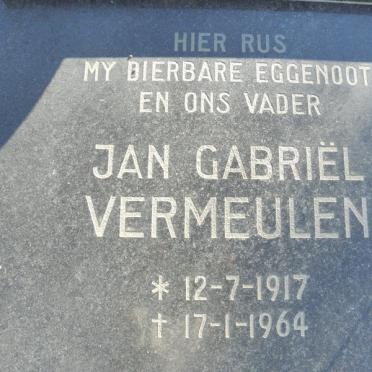 HIER RUS
MY DIERBARE EGGENOOT
EN ONS VADER
JAN GABRIËL
VERMEULEN
* 12-7-1917
† 17-1-1964